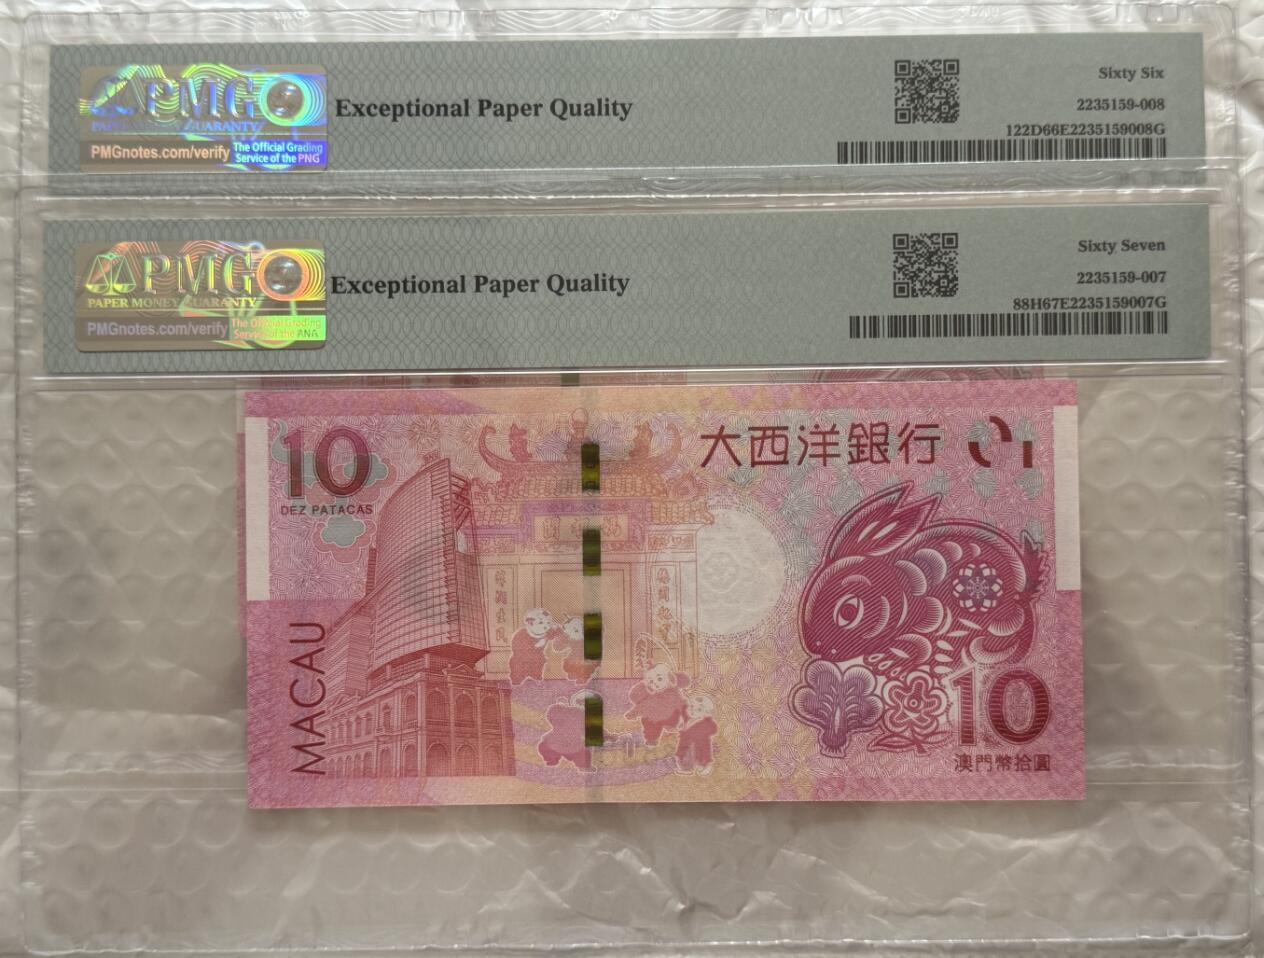 PMG
PAPER MONEY GUARANTY
PMGnotes.com/verify
The Official Grading
Service of the PNG
Exceptional Paper Quality
Sixty Six
2235159-008
122D66E2235159008G
PMG
PAPER MONEY GUARANTY
PMGnotes.com/verify
The Official Grading
Service of the ANA
Exceptional Paper Quality
Sixty Seven
2235159-007
88H67E2235159007G
10
DEZ PATACAS
大西洋銀行
MACAU
10
澳門幣拾圓